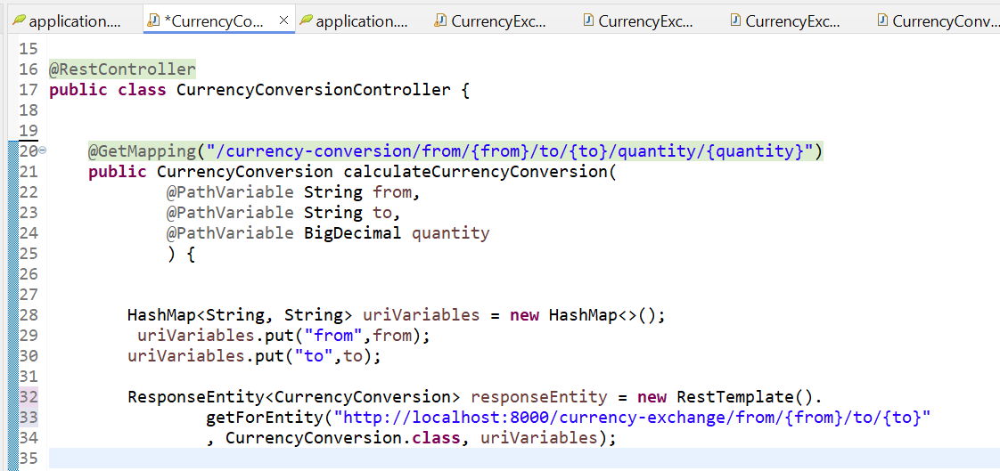 application.... *CurrencyCo... application.... CurrencyExc... CurrencyExc... CurrencyExc... CurrencyConv...
15
16 @RestController
17 public class CurrencyConversionController {
18
19
20 @GetMapping("/currency-conversion/from/{from}/to/{to}/quantity/{quantity}")
21 public CurrencyConversion calculateCurrencyConversion(
22 @PathVariable String from,
23 @PathVariable String to,
24 @PathVariable BigDecimal quantity
25 ) {
26
27
28 HashMap<String, String> uriVariables = new HashMap<>();
29 uriVariables.put("from",from);
30 uriVariables.put("to",to);
31
32 ResponseEntity<CurrencyConversion> responseEntity = new RestTemplate().
33 getForEntity("http://localhost:8000/currency-exchange/from/{from}/to/{to}"
34 , CurrencyConversion.class, uriVariables);
35